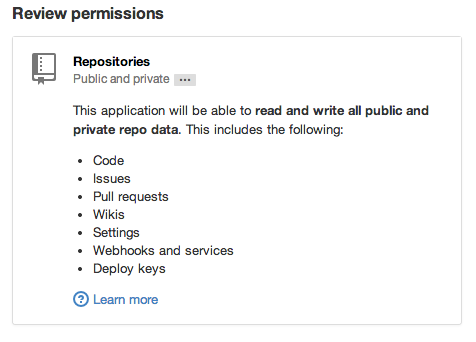 Review permissions
Repositories
Public and private ...
This application will be able to read and write all public and
private repo data. This includes the following:
• Code
• Issues
• Pull requests
• Wikis
• Settings
• Webhooks and services
• Deploy keys
? Learn more